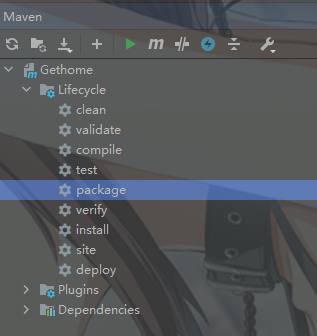 Maven
Gethome
Lifecycle
clean
validate
compile
test
package
verify
install
site
deploy
Plugins
Dependencies